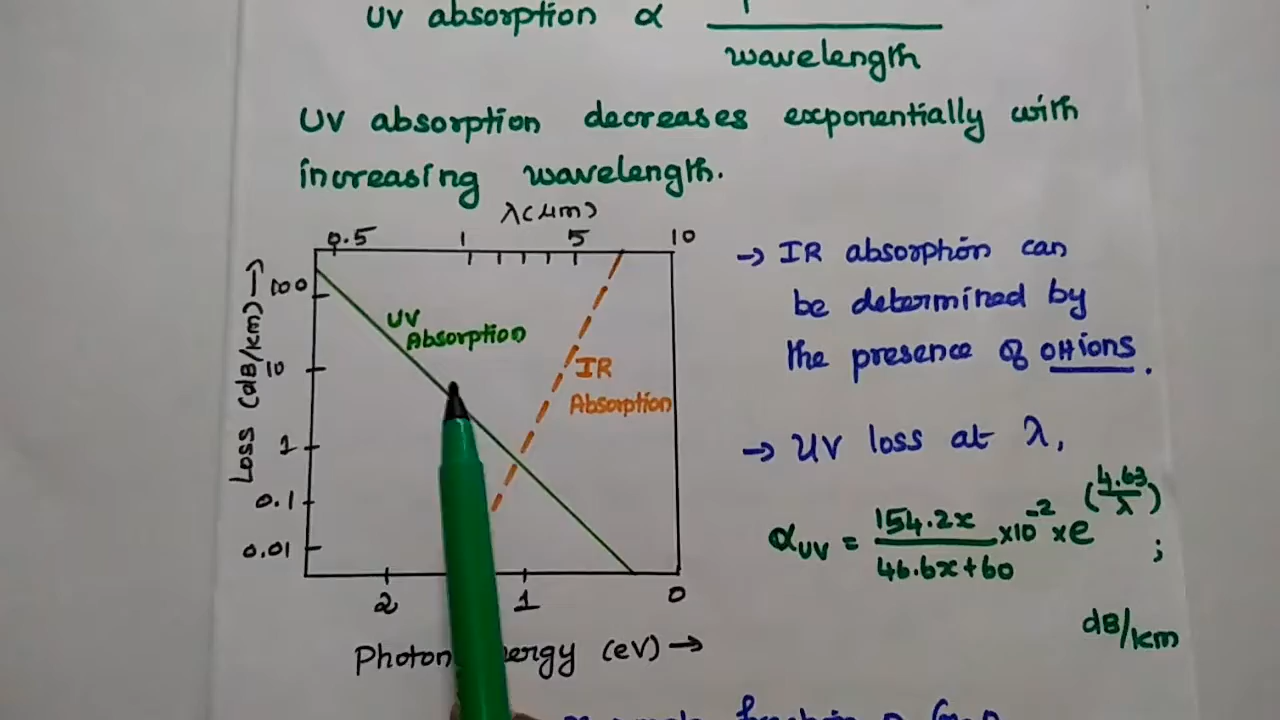 UV absorption α
wavelength
UV absorption decreases exponentially with
increasing wavelength.
λ(μm)
0.5 1 5 10
Loss (dB/km) →
100
10
1
0.1
0.01
UV
Absorption
IR
Absorption
2 1 0
Photon ergy (eV) →
→ IR absorption can
be determined by
the presence of OH ions.
→ UV loss at λ,
α_UV = 154.2x / 46.6x+60 ×10^-2 × e^(4.63/λ) ;
dB/km